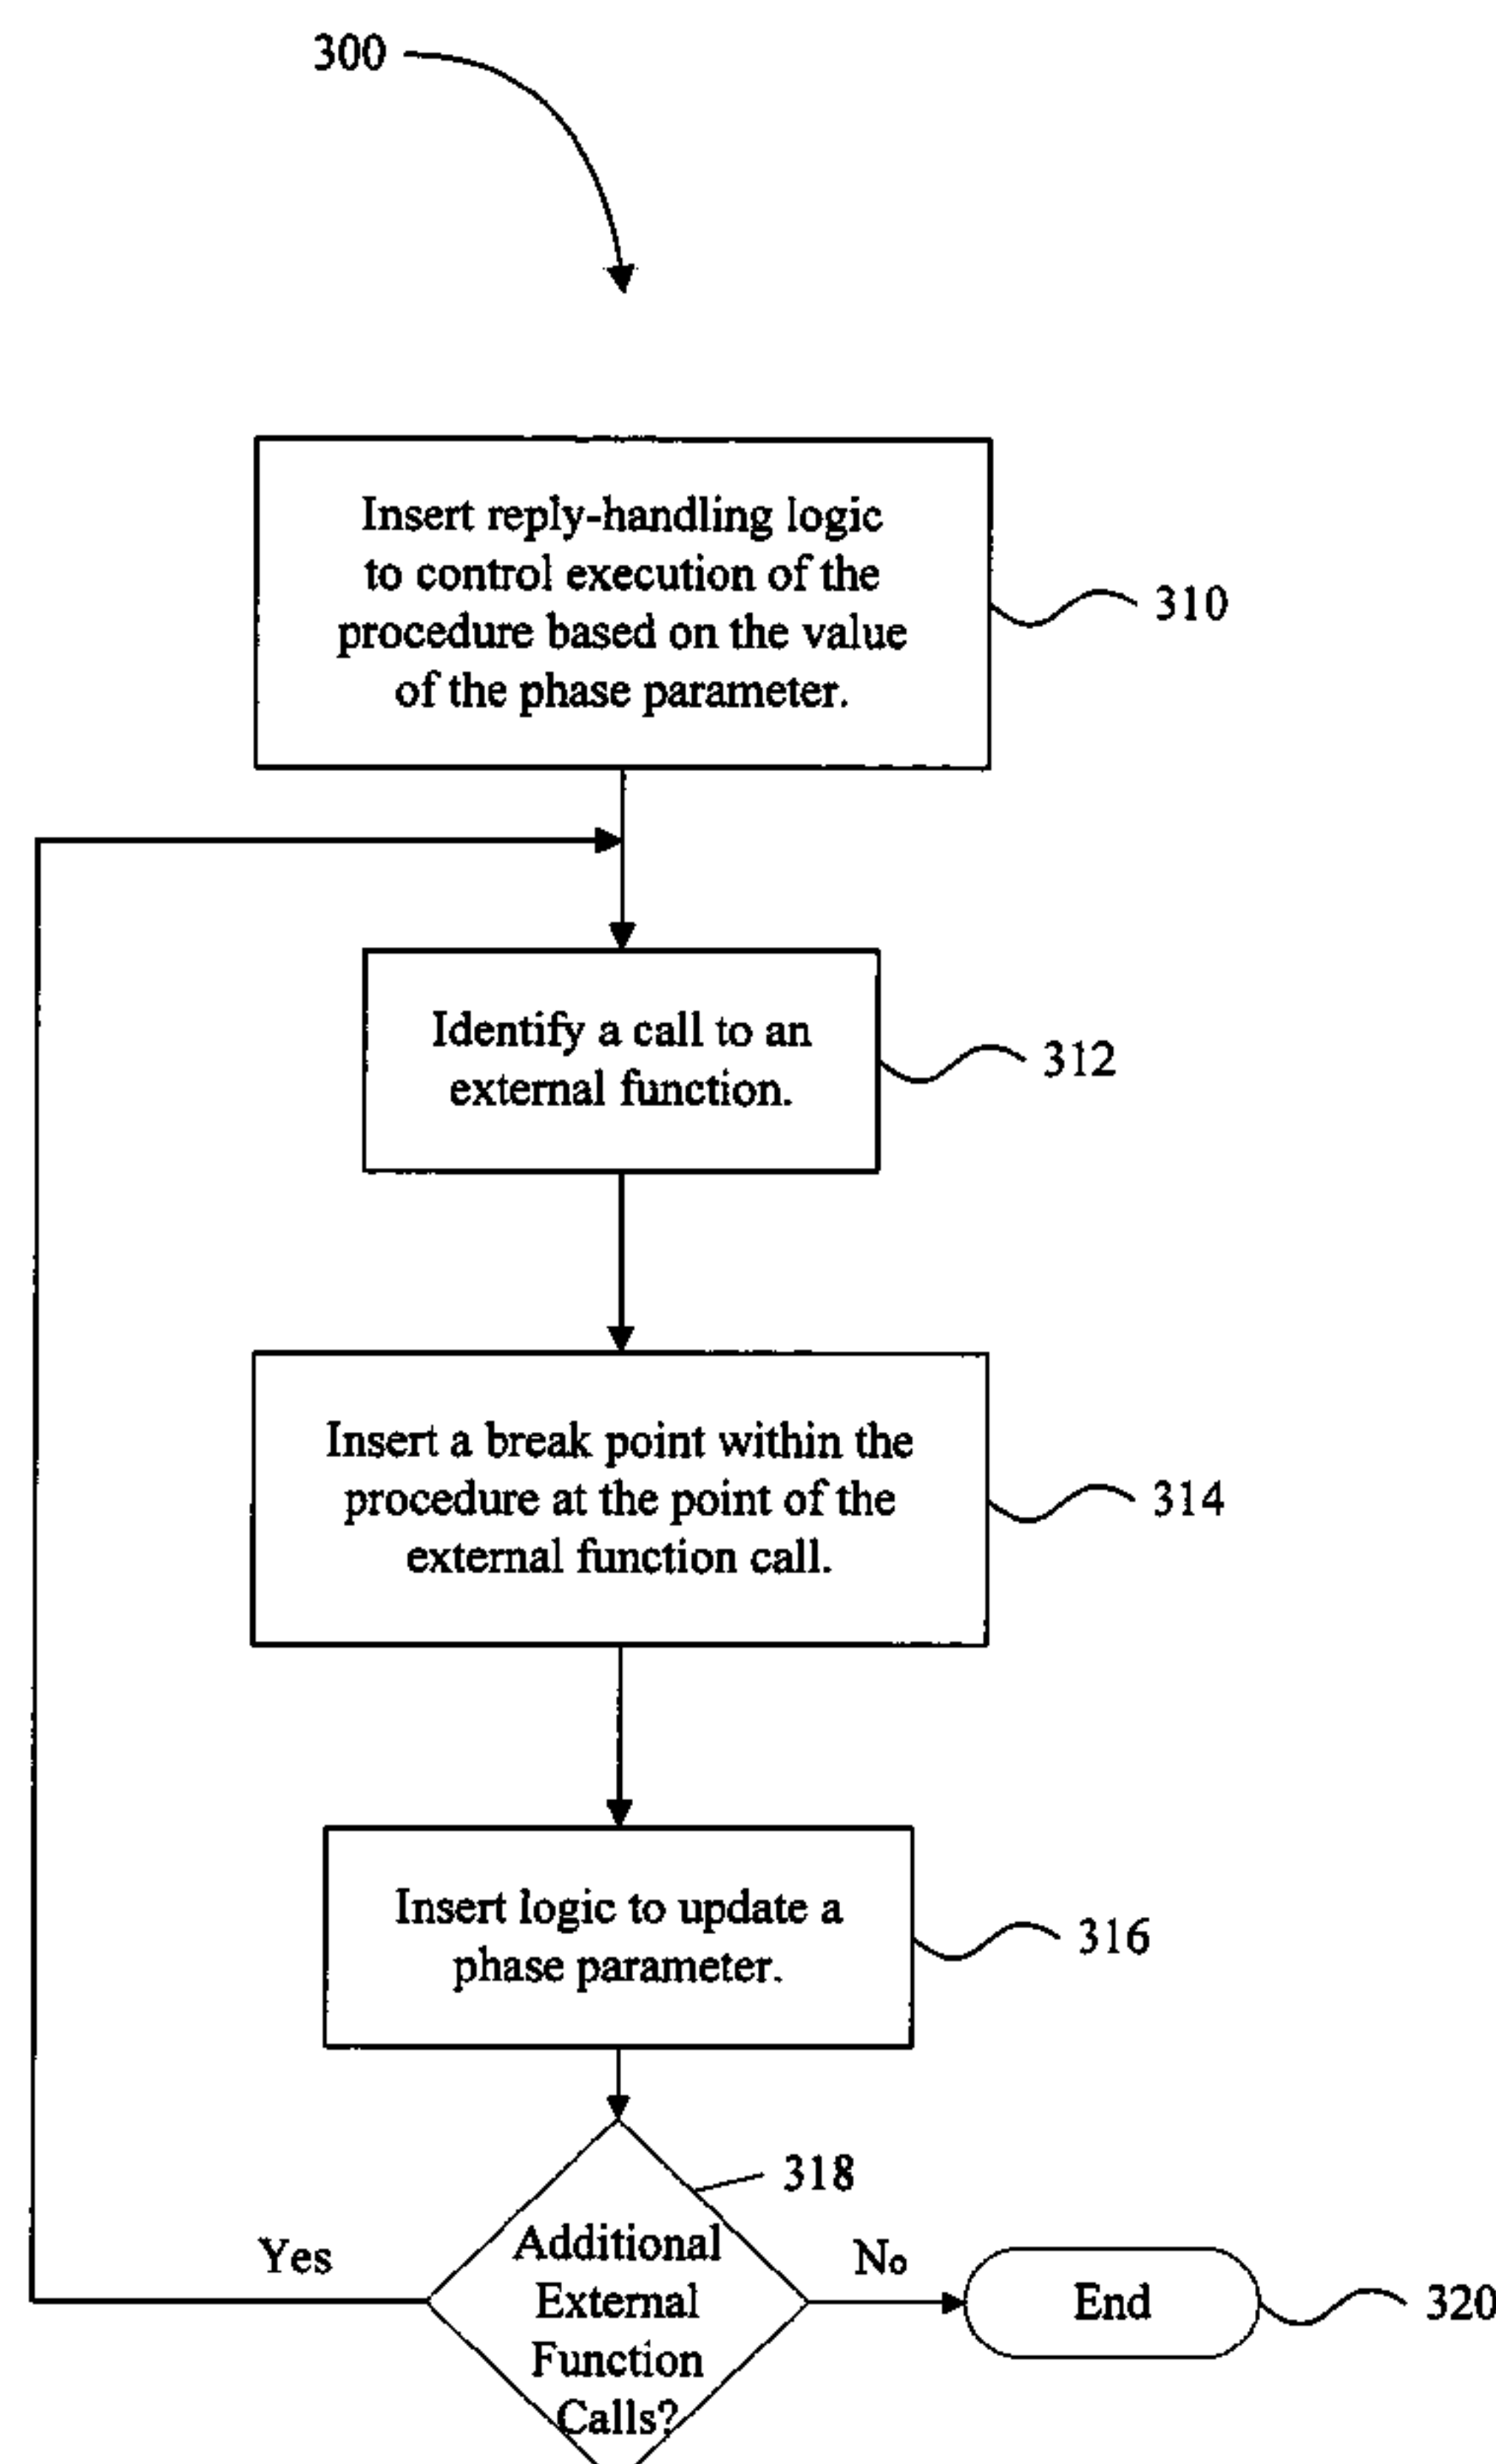 300
Insert reply-handling logic
to control execution of the
procedure based on the value
of the phase parameter.
310
Identify a call to an
external function.
312
Insert a break point within the
procedure at the point of the
external function call.
314
Insert logic to update a
phase parameter.
316
318
Yes
Additional
External
Function
Calls?
No
End
320